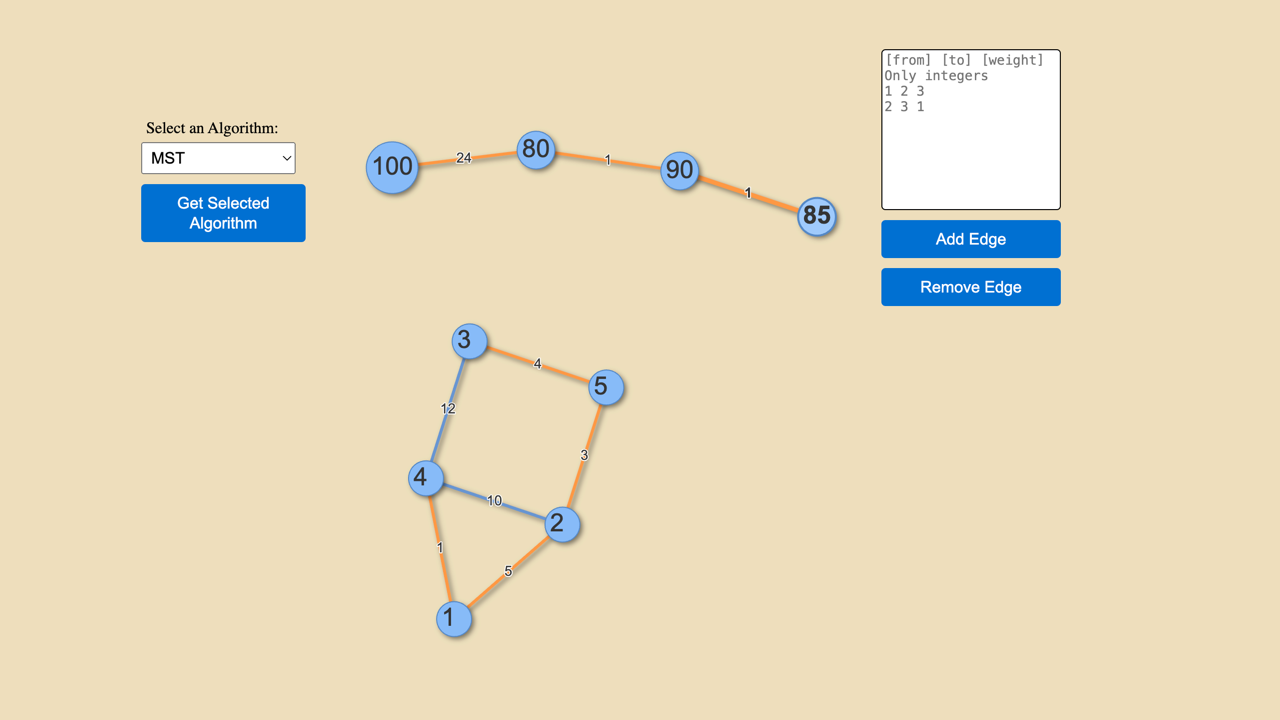 Select an Algorithm:
MST
Get Selected
Algorithm
100
24
80
1
90
1
85
[from] [to] [weight]
Only integers
1 2 3
2 3 1
Add Edge
Remove Edge
3
4
5
12
3
4
10
2
1
5
1